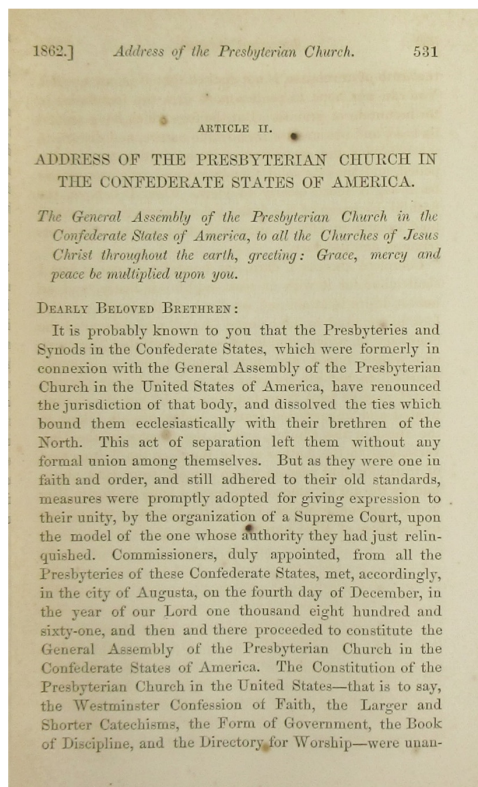 1862.] Address of the Presbyterian Church. 531
ARTICLE II.
ADDRESS OF THE PRESBYTERIAN CHURCH IN
THE CONFEDERATE STATES OF AMERICA.
The General Assembly of the Presbyterian Church in the
Confederate States of America, to all the Churches of Jesus
Christ throughout the earth, greeting: Grace, mercy and
peace be multiplied upon you.
DEARLY BELOVED BRETHREN:
It is probably known to you that the Presbyteries and
Synods in the Confederate States, which were formerly in
connexion with the General Assembly of the Presbyterian
Church in the United States of America, have renounced
the jurisdiction of that body, and dissolved the ties which
bound them ecclesiastically with their brethren of the
North. This act of separation left them without any
formal union among themselves. But as they were one in
faith and order, and still adhered to their old standards,
measures were promptly adopted for giving expression to
their unity, by the organization of a Supreme Court, upon
the model of the one whose authority they had just relin-
quished. Commissioners, duly appointed, from all the
Presbyteries of these Confederate States, met, accordingly,
in the city of Augusta, on the fourth day of December, in
the year of our Lord one thousand eight hundred and
sixty-one, and then and there proceeded to constitute the
General Assembly of the Presbyterian Church in the
Confederate States of America. The Constitution of the
Presbyterian Church in the United States—that is to say,
the Westminster Confession of Faith, the Larger and
Shorter Catechisms, the Form of Government, the Book
of Discipline, and the Directory for Worship—were unan-